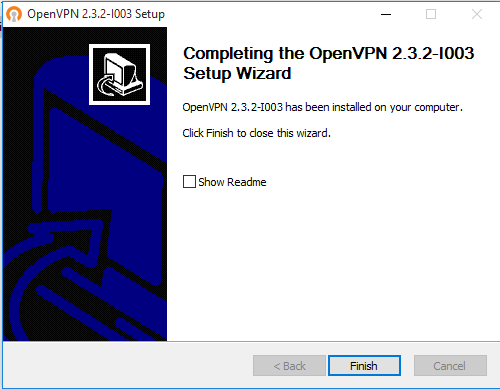 OpenVPN 2.3.2-I003 Setup
Completing the OpenVPN 2.3.2-I003
Setup Wizard
OpenVPN 2.3.2-I003 has been installed on your computer.
Click Finish to close this wizard.
Show Readme
< Back
Finish
Cancel